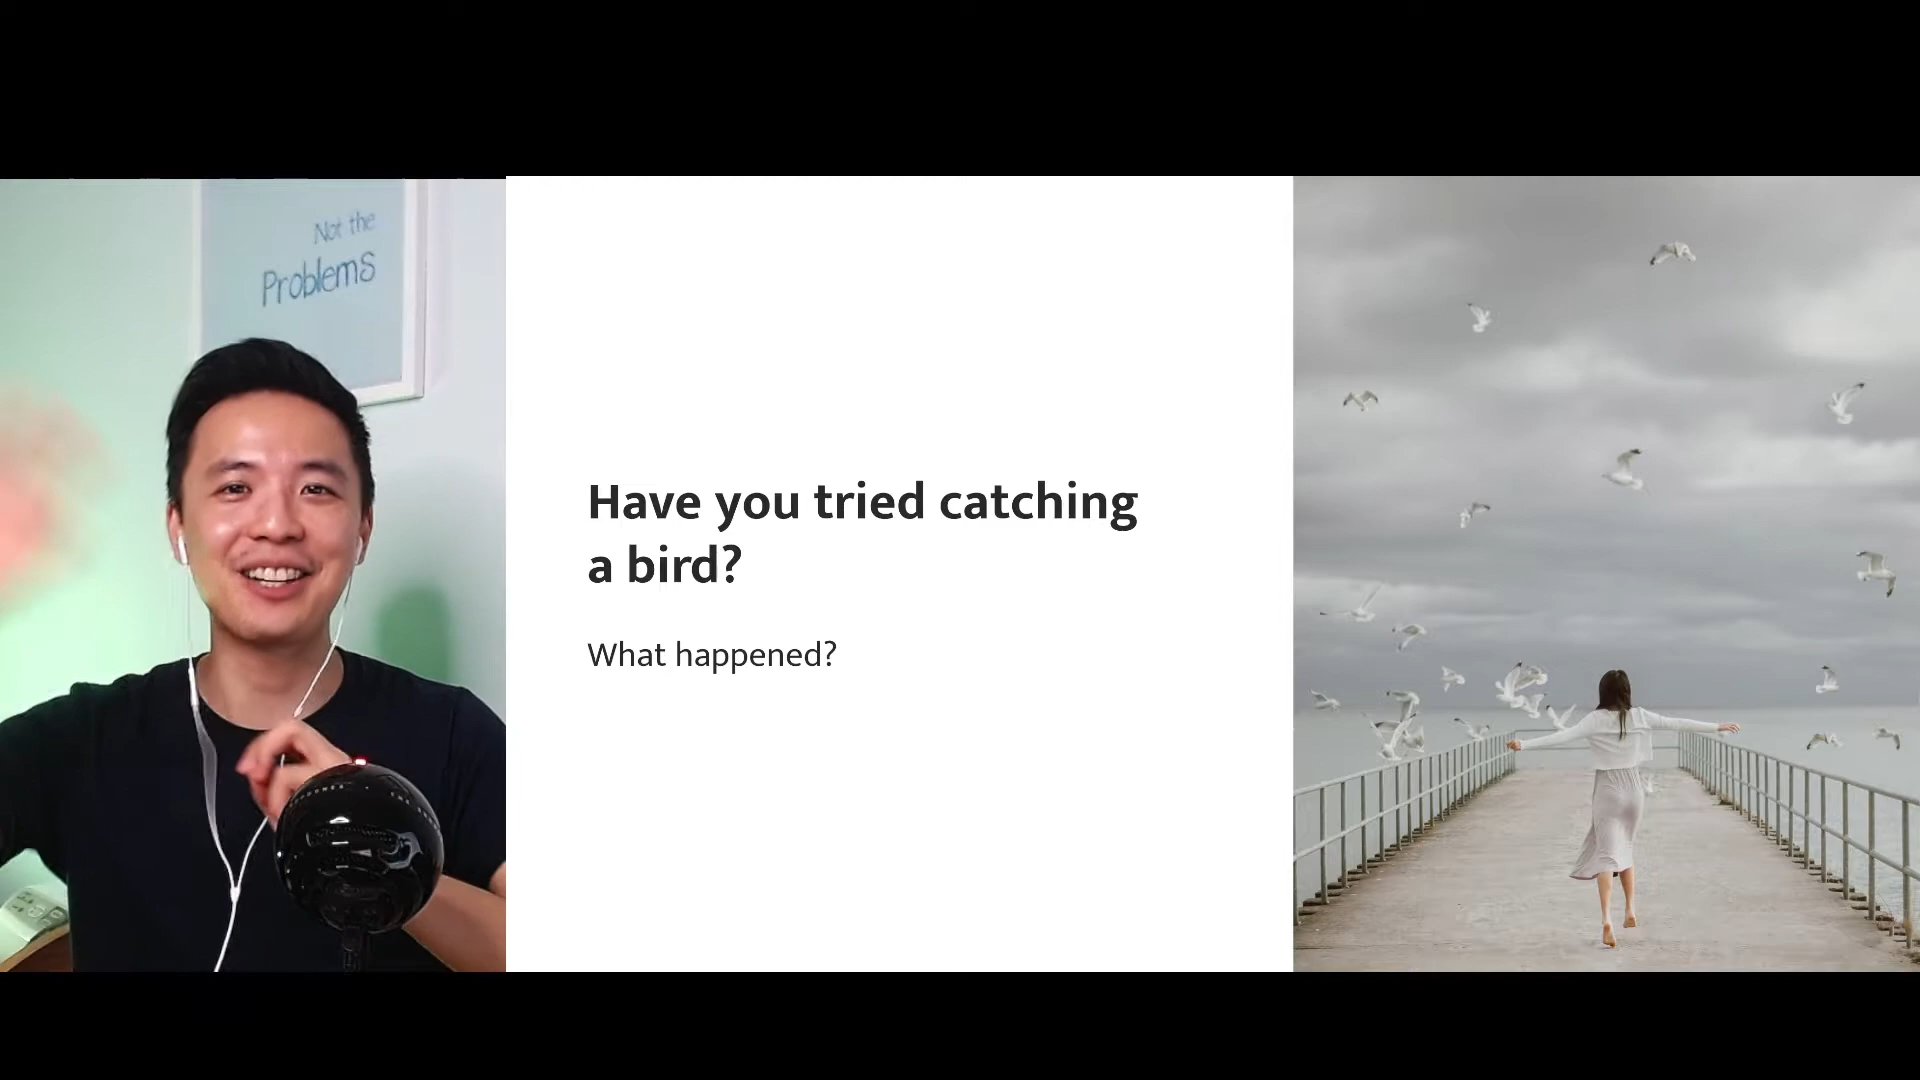 Not the
Problems
Have you tried catching
a bird?
What happened?